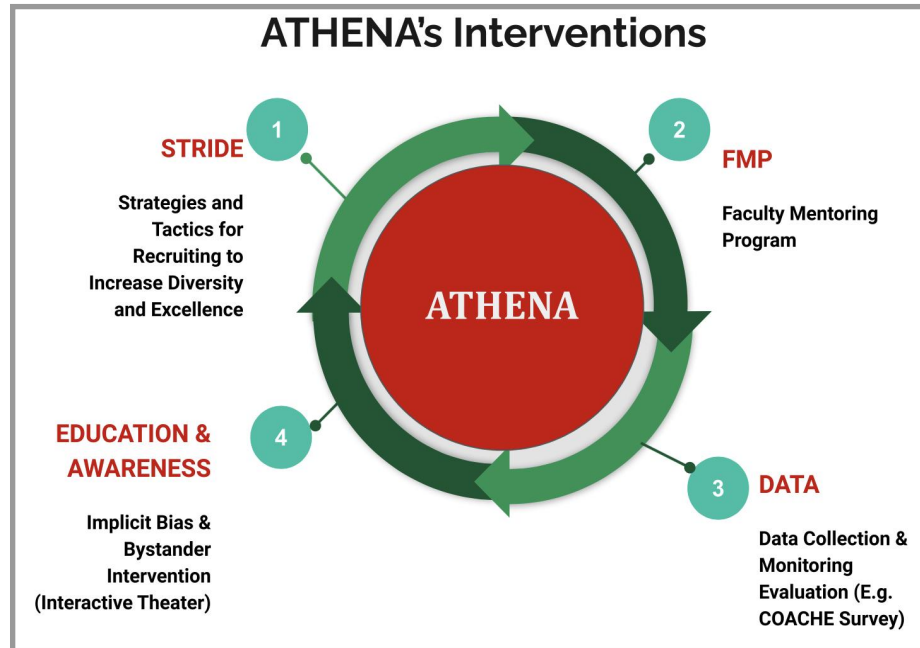 ATHENA's Interventions
1
STRIDE
Strategies and
Tactics for
Recruiting to
Increase Diversity
and Excellence
2
FMP
Faculty Mentoring
Program
ATHENA
4
EDUCATION &
AWARENESS
Implicit Bias &
Bystander
Intervention
(Interactive Theater)
3
DATA
Data Collection &
Monitoring
Evaluation (E.g.
COACHE Survey)